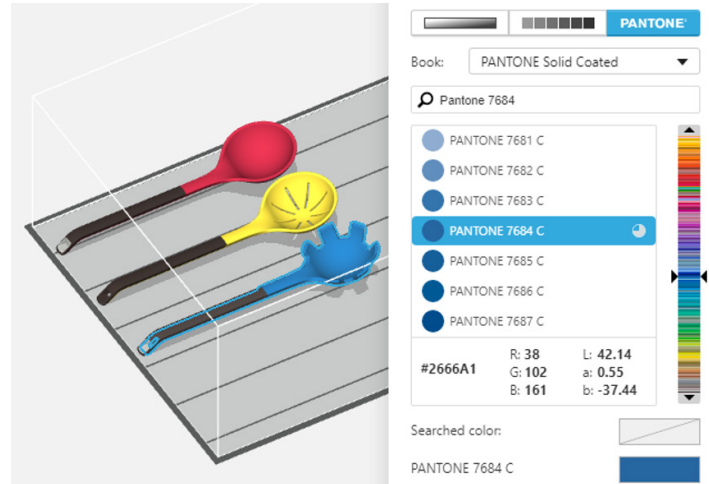 PANTONE®
Book: PANTONE Solid Coated
Pantone 7684
PANTONE 7681 C
PANTONE 7682 C
PANTONE 7683 C
PANTONE 7684 C
PANTONE 7685 C
PANTONE 7686 C
PANTONE 7687 C
R: 38 L: 42.14
#2666A1 G: 102 a: 0.55
B: 161 b: -37.44
Searched color:
PANTONE 7684 C